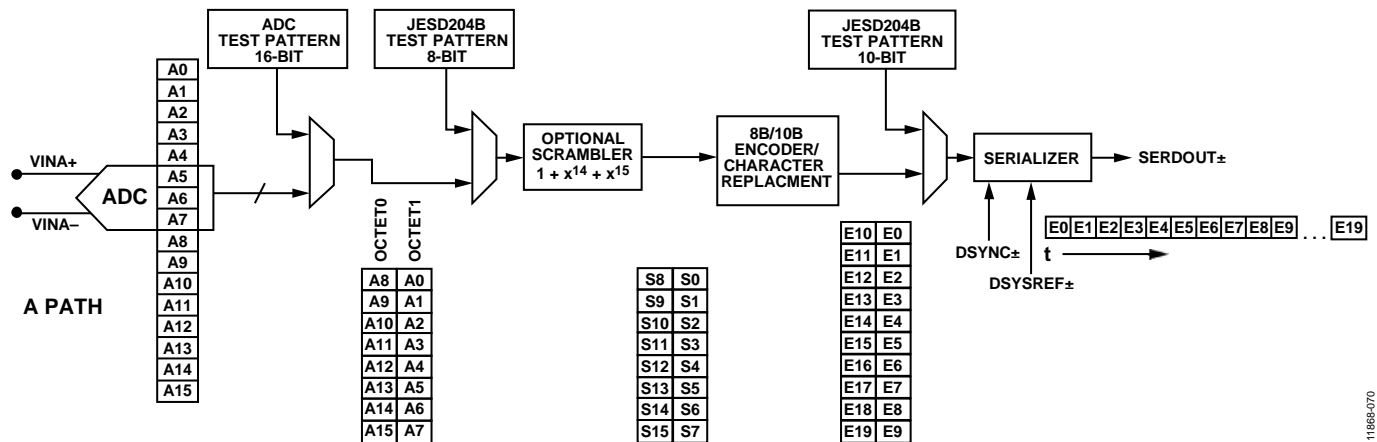 ADC
TEST PATTERN
16-BIT
JESD204B
TEST PATTERN
8-BIT
JESD204B
TEST PATTERN
10-BIT
A0
A1
A2
A3
A4
A5
A6
A7
A8
A9
A10
A11
A12
A13
A14
A15
VINA+
VINA–
ADC
A PATH
OCTET0
OCTET1
A8 A0
A9 A1
A10 A2
A11 A3
A12 A4
A13 A5
A14 A6
A15 A7
OPTIONAL
SCRAMBLER
1 + x¹⁴ + x¹⁵
S8 S0
S9 S1
S10 S2
S11 S3
S12 S4
S13 S5
S14 S6
S15 S7
8B/10B
ENCODER/
CHARACTER
REPLACMENT
E10 E0
E11 E1
E12 E2
E13 E3
E14 E4
E15 E5
E16 E6
E17 E7
E18 E8
E19 E9
SERIALIZER
SERDOUT±
DSYNC±
DSYSREF±
E0 E1 E2 E3 E4 E5 E6 E7 E8 E9 . . . E19
t
11868-070